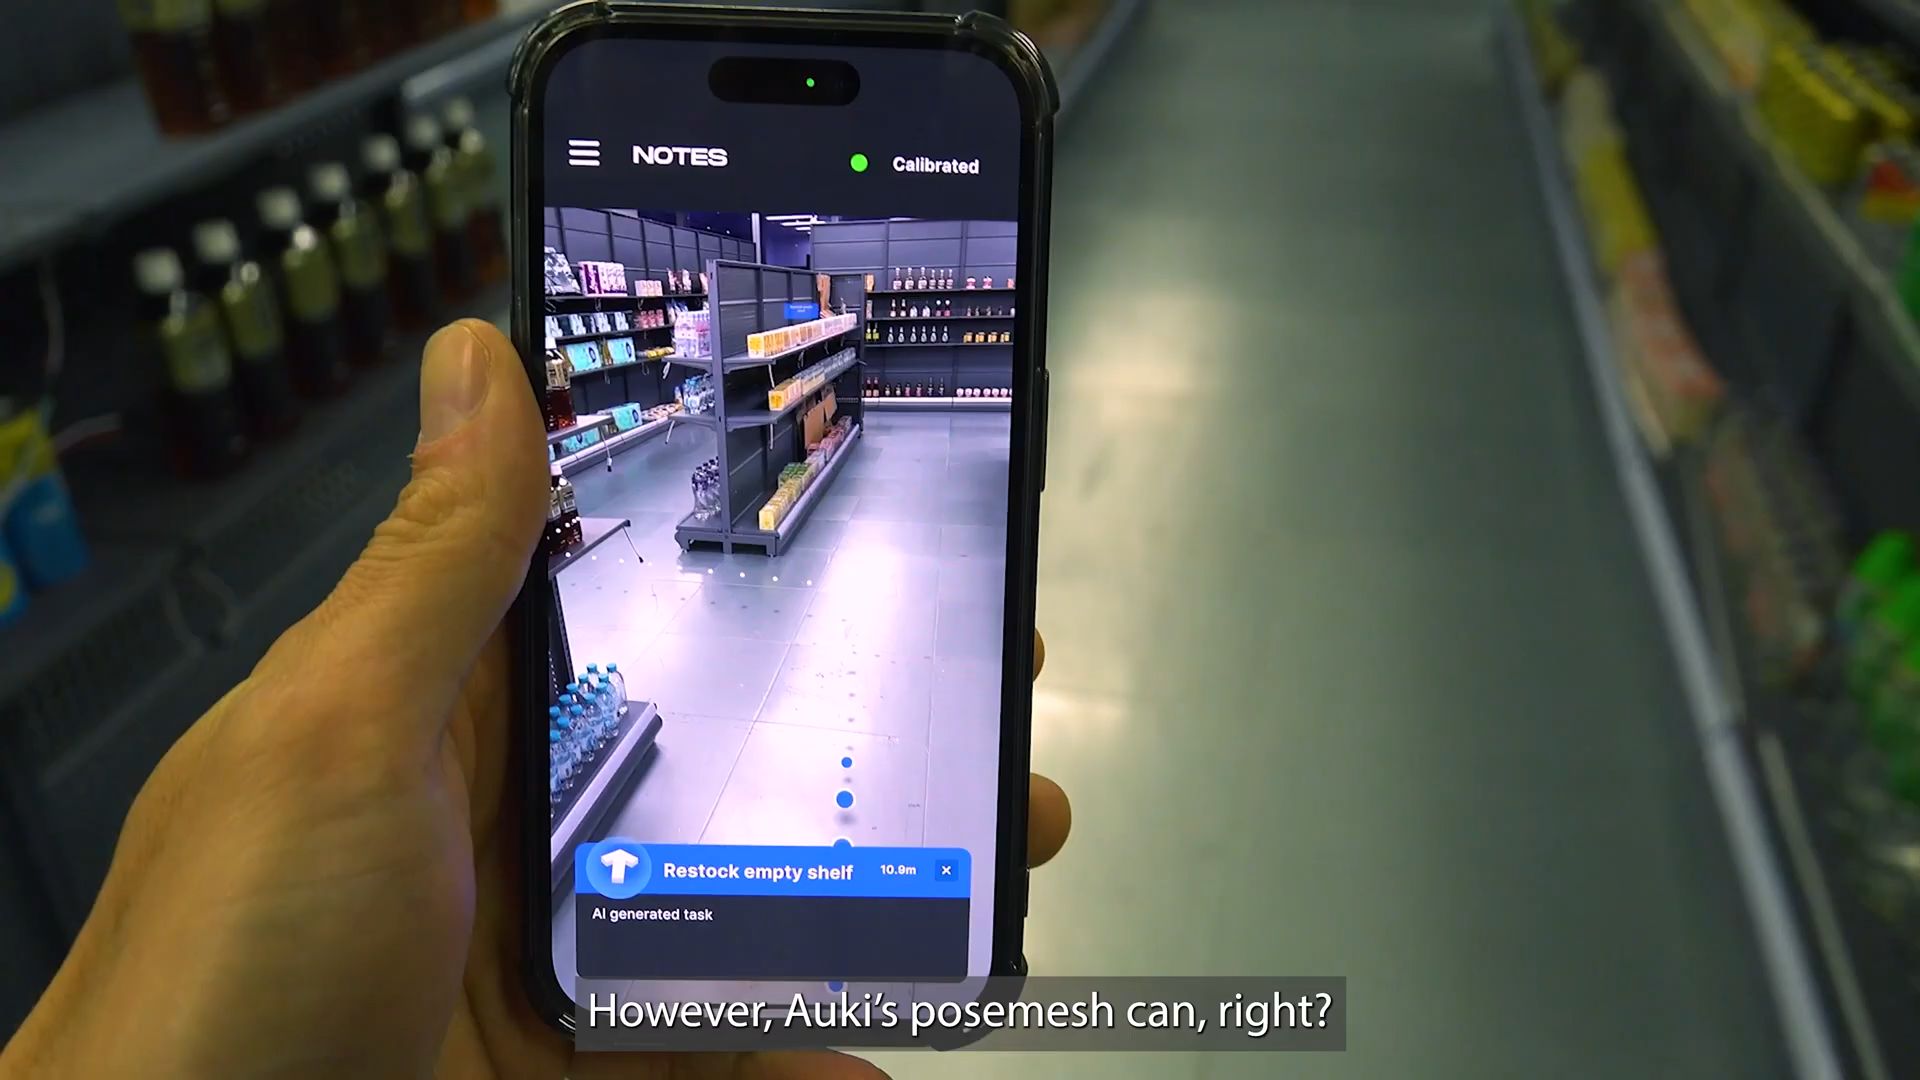 NOTES
Calibrated
Restock empty shelf
10.9m
AI generated task
However, Auki's posemesh can, right?